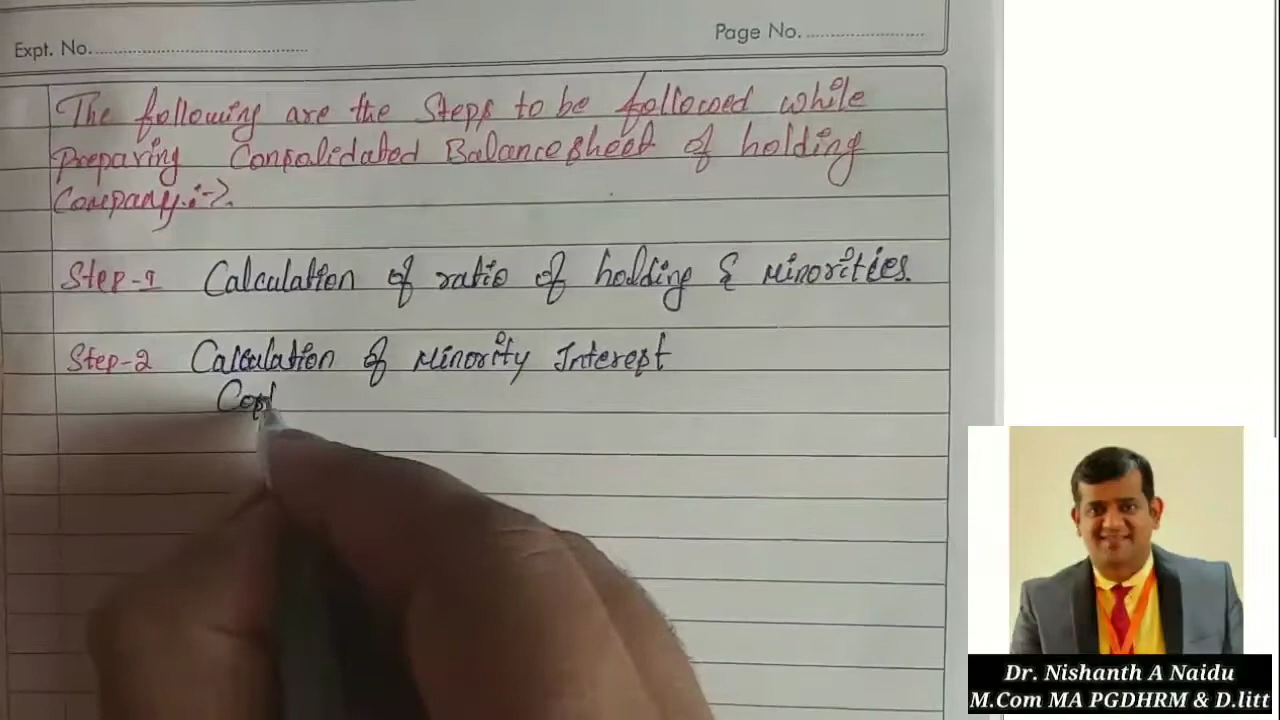 Expt. No.
Page No.
The following are the Steps to be followed while
Preparing Consolidated Balancesheet of holding
Company:->.
Step-1 Calculation of ratio of holding & Minorities.
Step-2 Calculation of Minority Interest
Dr. Nishanth A Naidu
M.Com MA PGDHRM & D.litt